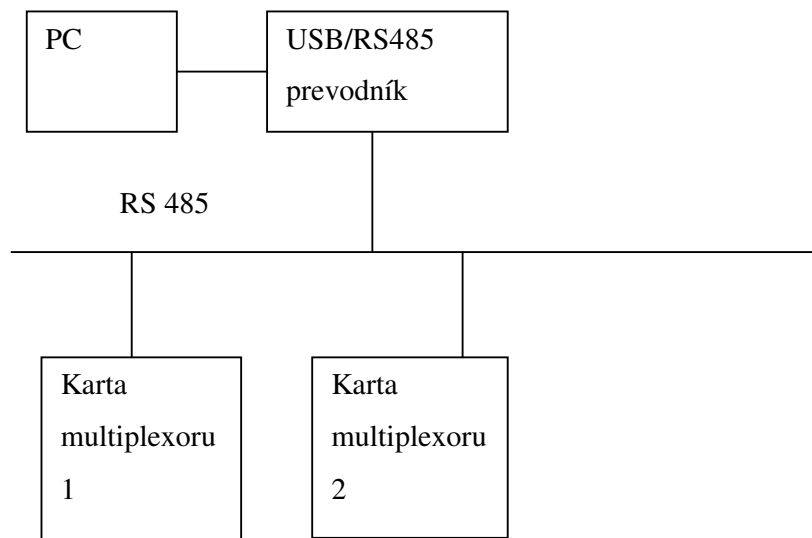 PC
USB/RS485
prevodník
RS 485
Karta
multiplexoru
1
Karta
multiplexoru
2